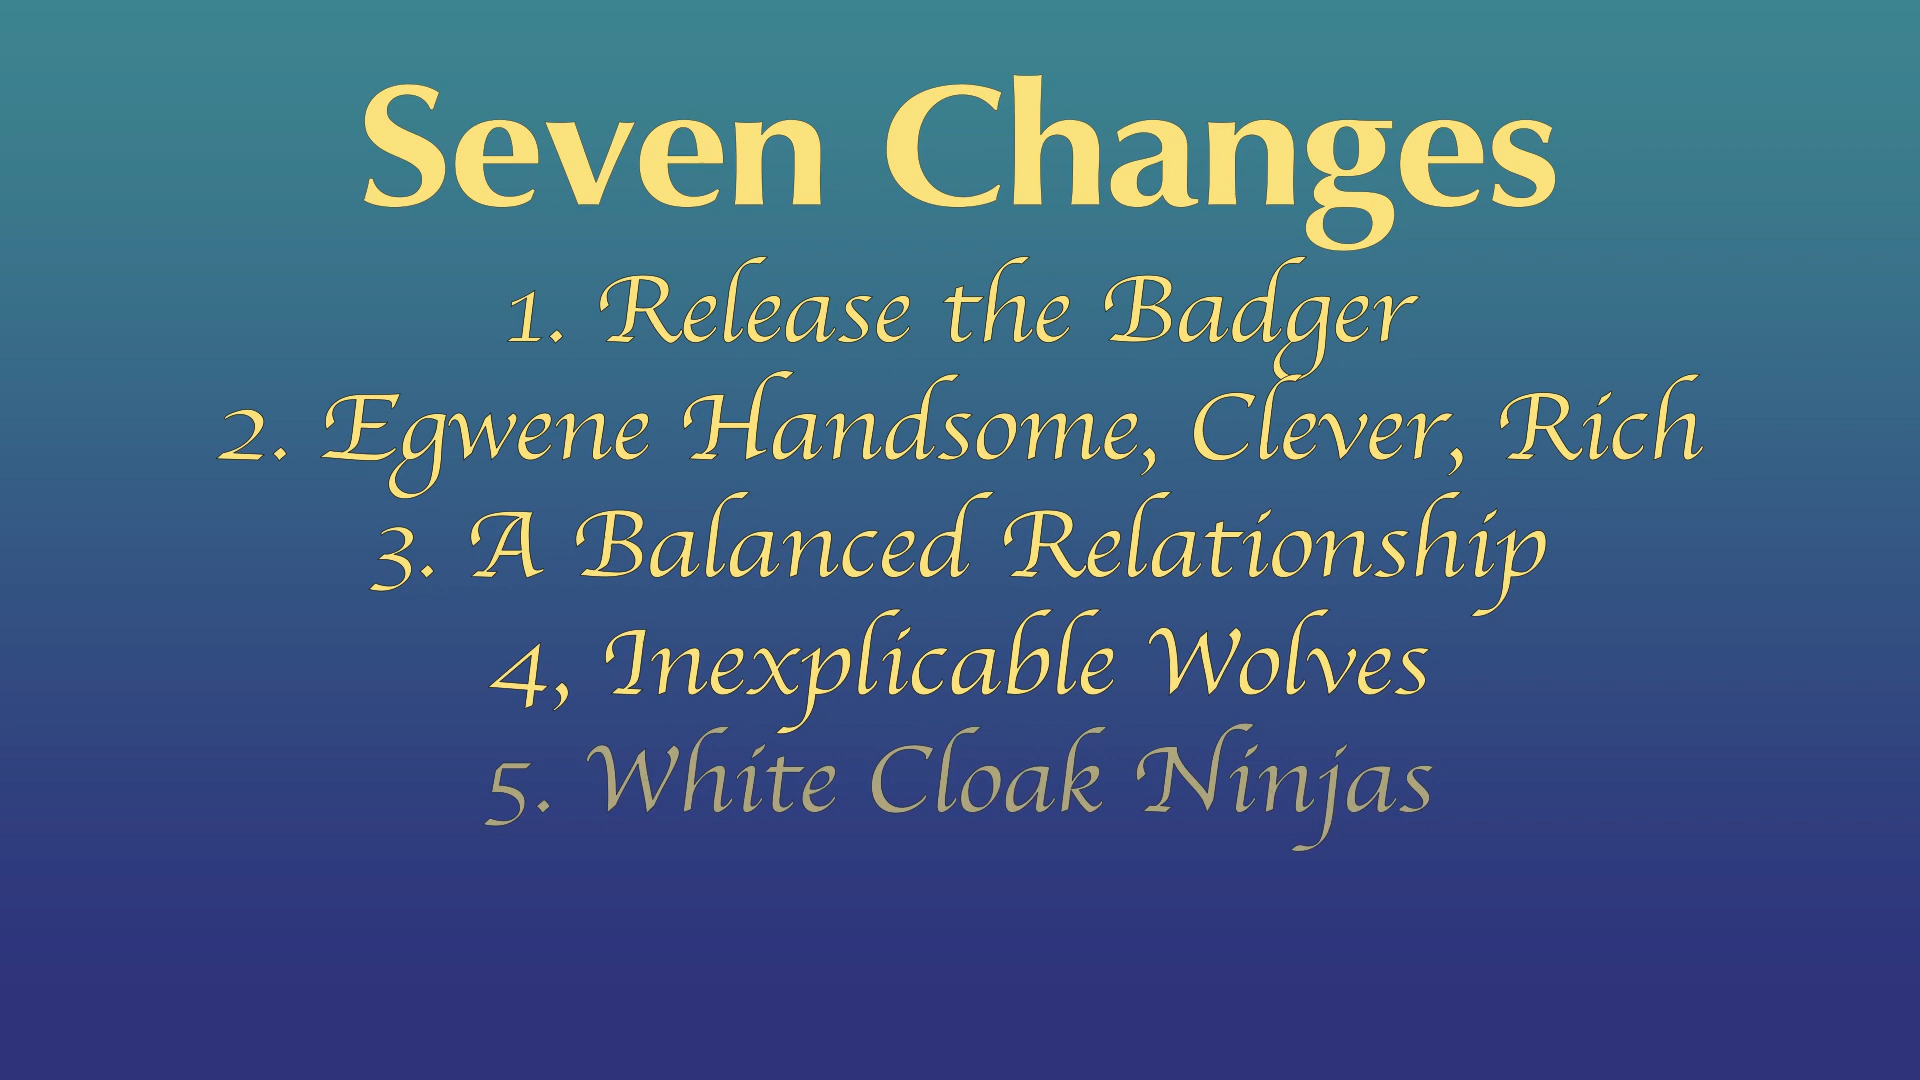 Seven Changes
1. Release the Badger
2. Egwene Handsome, Clever, Rich
3. A Balanced Relationship
4, Inexplicable Wolves
5. White Cloak Ninjas